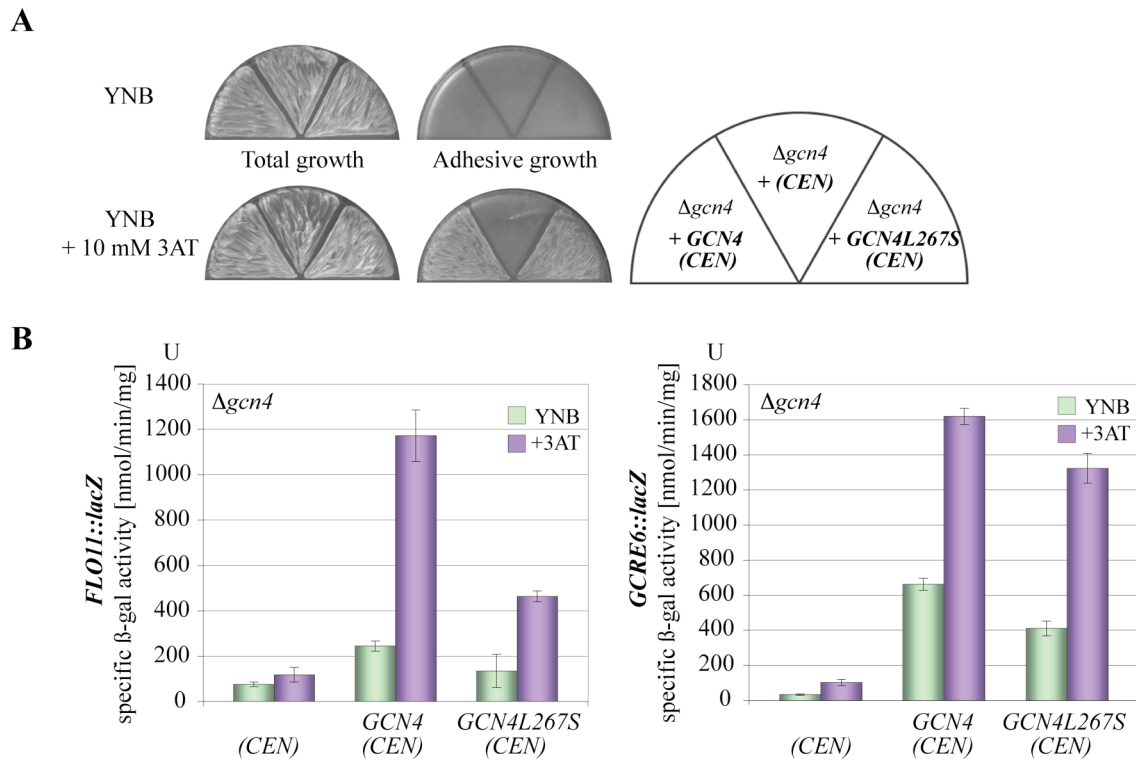 A
YNB
Total growth
Adhesive growth
YNB
+ 10 mM 3AT
Δgcn4
+ (CEN)
Δgcn4
+ GCN4
(CEN)
Δgcn4
+ GCN4L267S
(CEN)
B
U
FLO11::lacZ
specific ß-gal activity [nmol/min/mg]
1400
1200
1000
800
600
400
200
0
Δgcn4
YNB
+3AT
(CEN)
GCN4
(CEN)
GCN4L267S
(CEN)
U
GCRE6::lacZ
specific ß-gal activity [nmol/min/mg]
1800
1600
1400
1200
1000
800
600
400
200
0
Δgcn4
YNB
+3AT
(CEN)
GCN4
(CEN)
GCN4L267S
(CEN)